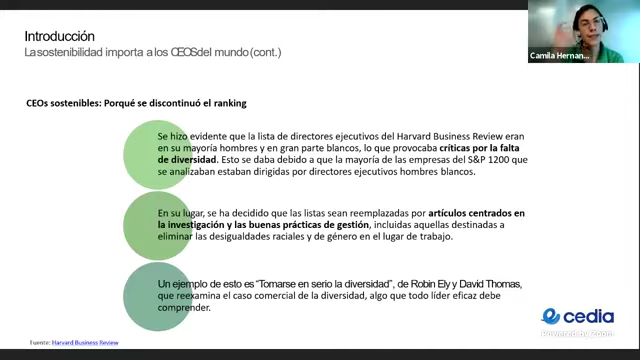 Introducción
La sostenibilidad importa a los CEOS del mundo (cont.)
Camila Hernan...
CEOs sostenibles: Porqué se discontinuó el ranking
Se hizo evidente que la lista de directores ejecutivos del Harvard Business Review eran
en su mayoría hombres y en gran parte blancos, lo que provocaba críticas por la falta
de diversidad. Esto se daba debido a que la mayoría de las empresas del S&P 1200 que
se analizaban estaban dirigidas por directores ejecutivos hombres blancos.
En su lugar, se ha decidido que las listas sean reemplazadas por artículos centrados en
la investigación y las buenas prácticas de gestión, incluidas aquellas destinadas a
eliminar las desigualdades raciales y de género en el lugar de trabajo.
Un ejemplo de esto es "Tomarse en serio la diversidad", de Robin Ely y David Thomas,
que reexamina el caso comercial de la diversidad, algo que todo líder eficaz debe
comprender.
cedia
Powered by Zoom
Fuente: Harvard Business Review